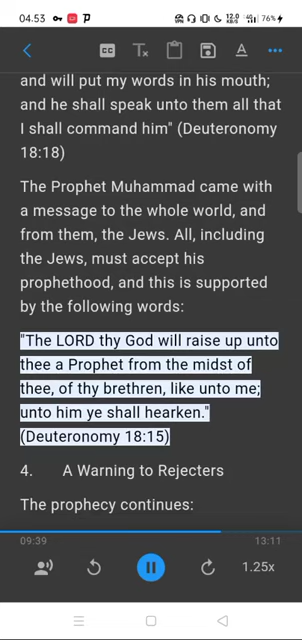 04.53
12.0
KB/S
4G
76%
CC
A
and will put my words in his mouth;
and he shall speak unto them all that
I shall command him" (Deuteronomy
18:18)
The Prophet Muhammad came with
a message to the whole world, and
from them, the Jews. All, including
the Jews, must accept his
prophethood, and this is supported
by the following words:
"The LORD thy God will raise up unto
thee a Prophet from the midst of
thee, of thy brethren, like unto me;
unto him ye shall hearken."
(Deuteronomy 18:15)
4. A Warning to Rejecters
The prophecy continues:
09:39
13:11
1.25x